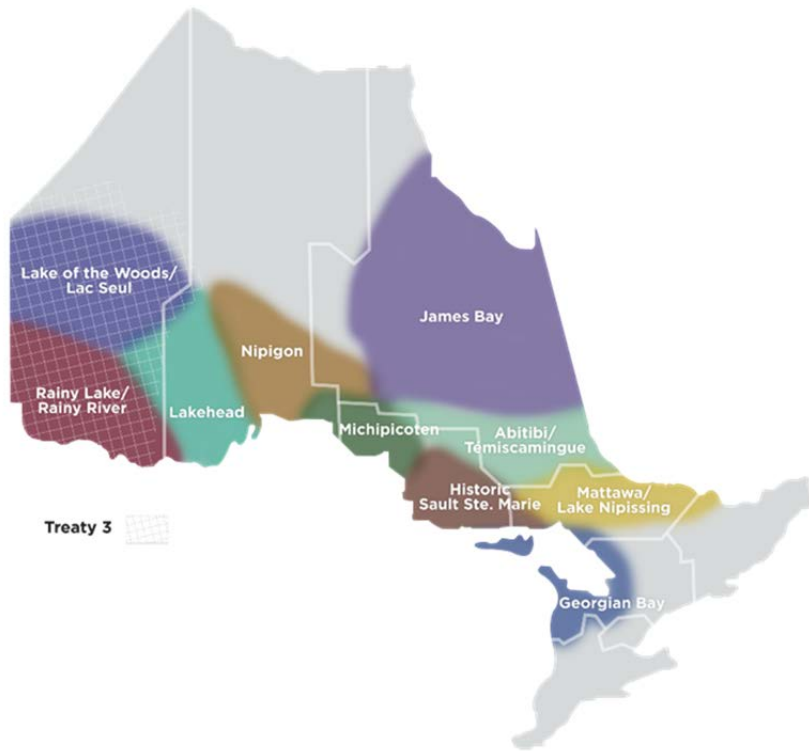 Lake of the Woods/
Lac Seul
James Bay
Nipigon
Rainy Lake/
Rainy River
Lakehead
Michipicoten
Abitibi/
Témiscamingue
Historic
Sault Ste. Marie
Mattawa/
Lake Nipissing
Treaty 3
Georgian Bay